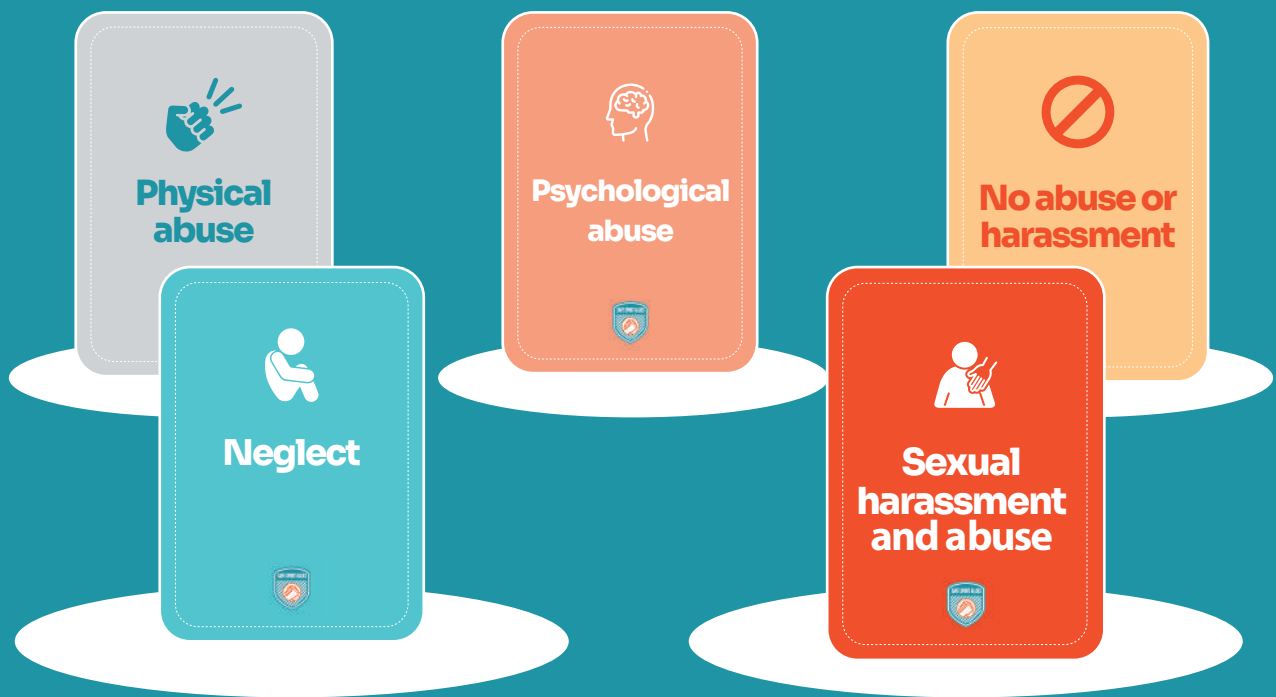 Physical
abuse
Psychological
abuse
No abuse or
harassment
Neglect
Sexual
harassment
and abuse